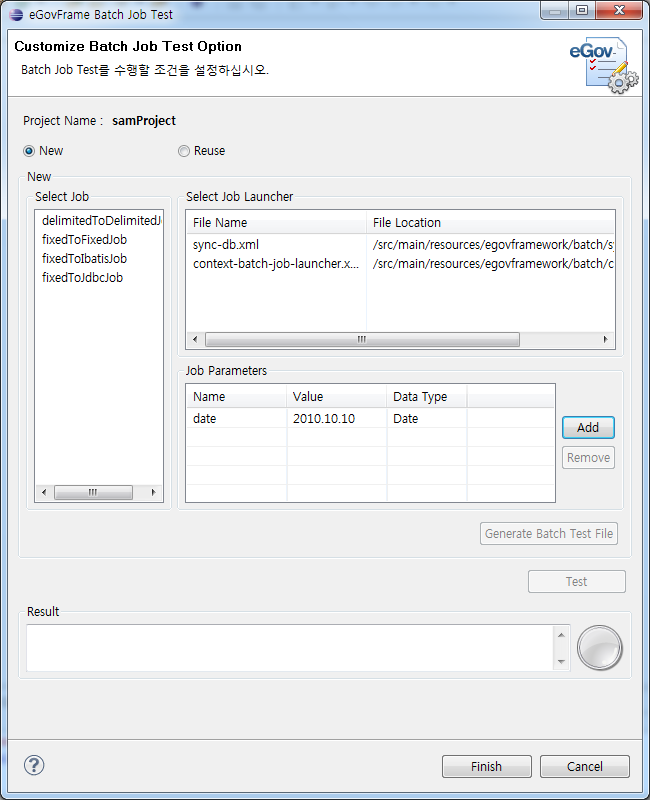 eGovFrame Batch Job Test
Customize Batch Job Test Option
Batch Job Test를 수행할 조건을 설정하십시오.
eGov
Project Name : samProject
New Reuse
New
Select Job
delimitedToDelimitedJ
fixedToFixedJob
fixedToIbatisJob
fixedToJdbcJob
Select Job Launcher
File Name File Location
sync-db.xml /src/main/resources/egovframework/batch/sy
context-batch-job-launcher.x... /src/main/resources/egovframework/batch/c
Job Parameters
Name Value Data Type
date 2010.10.10 Date
Add
Remove
Generate Batch Test File
Test
Result
Finish Cancel